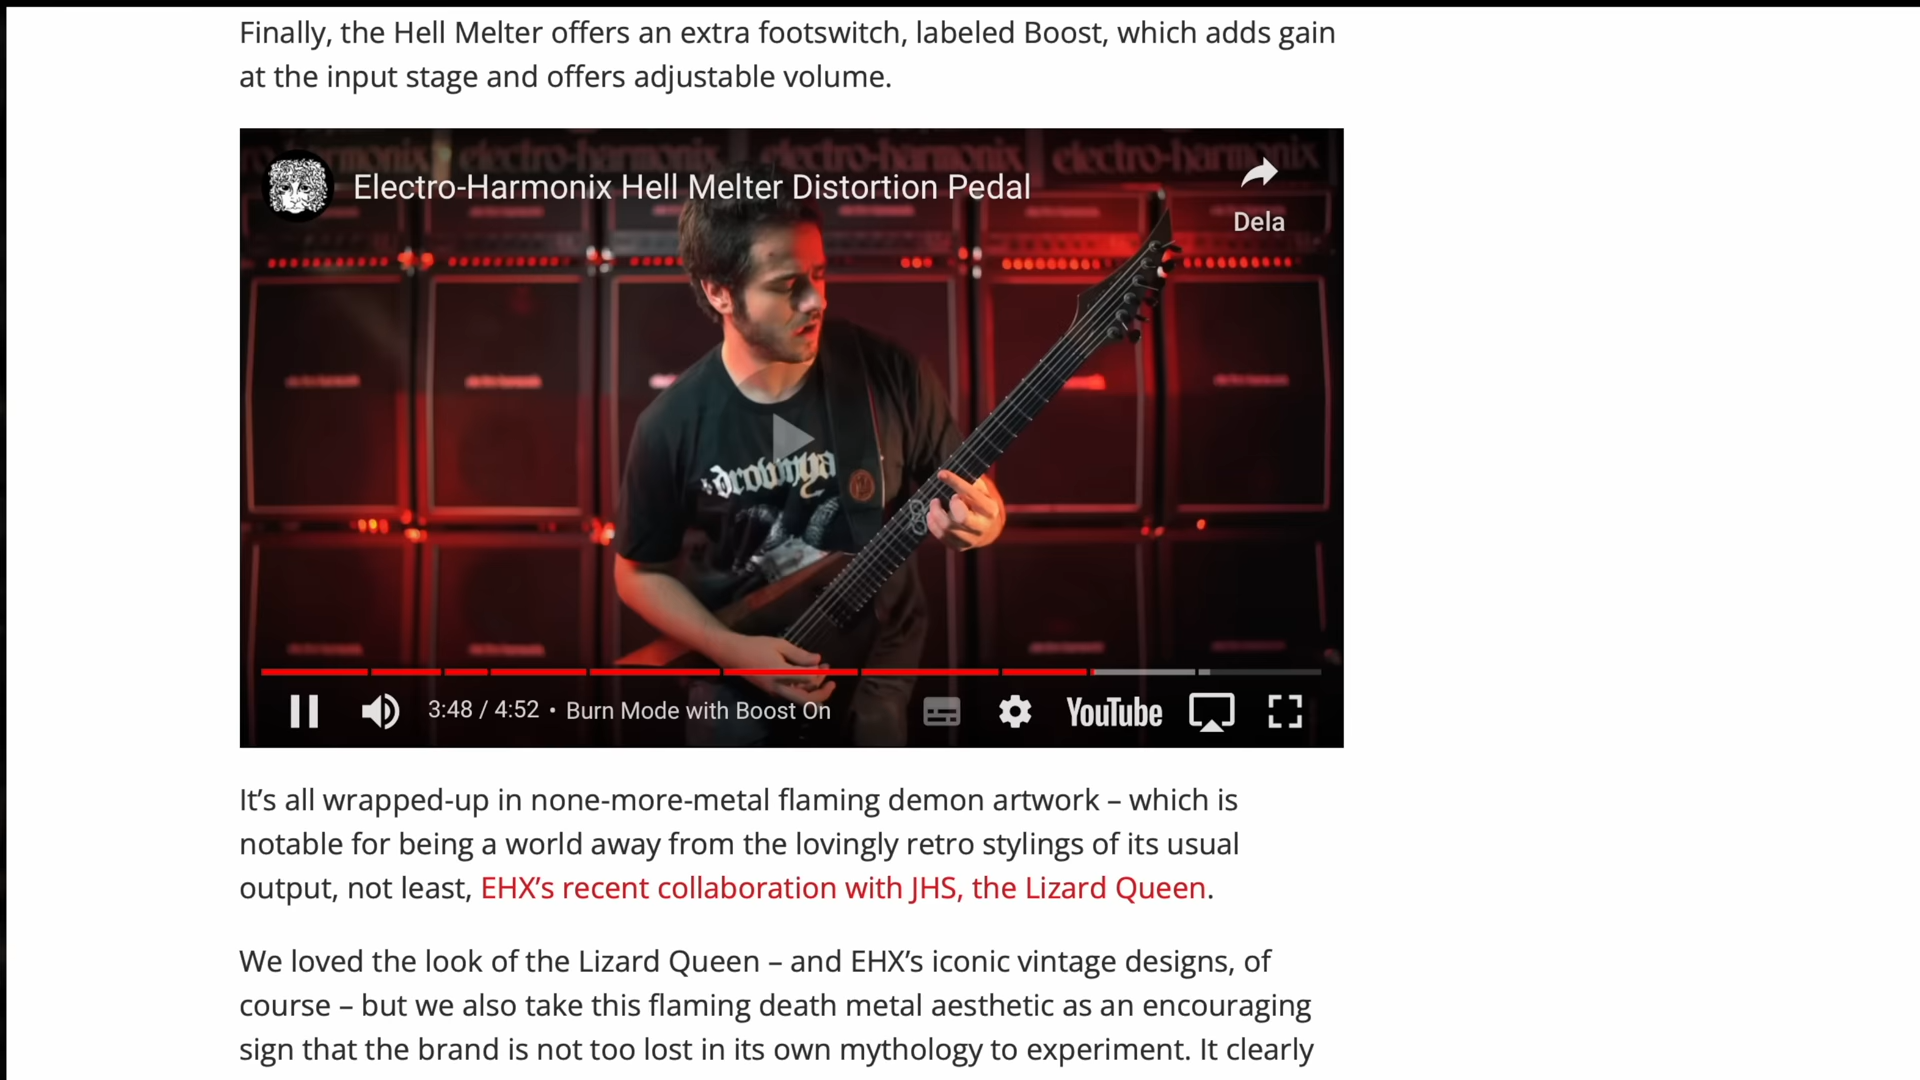 Finally, the Hell Melter offers an extra footswitch, labeled Boost, which adds gain
at the input stage and offers adjustable volume.
electro-harmonix electro-harmonix electro-harmonix
Electro-Harmonix Hell Melter Distortion Pedal
Dela
3:48 / 4:52 • Burn Mode with Boost On
YouTube
It’s all wrapped-up in none-more-metal flaming demon artwork – which is
notable for being a world away from the lovingly retro stylings of its usual
output, not least, EHX’s recent collaboration with JHS, the Lizard Queen.
We loved the look of the Lizard Queen – and EHX’s iconic vintage designs, of
course – but we also take this flaming death metal aesthetic as an encouraging
sign that the brand is not too lost in its own mythology to experiment. It clearly